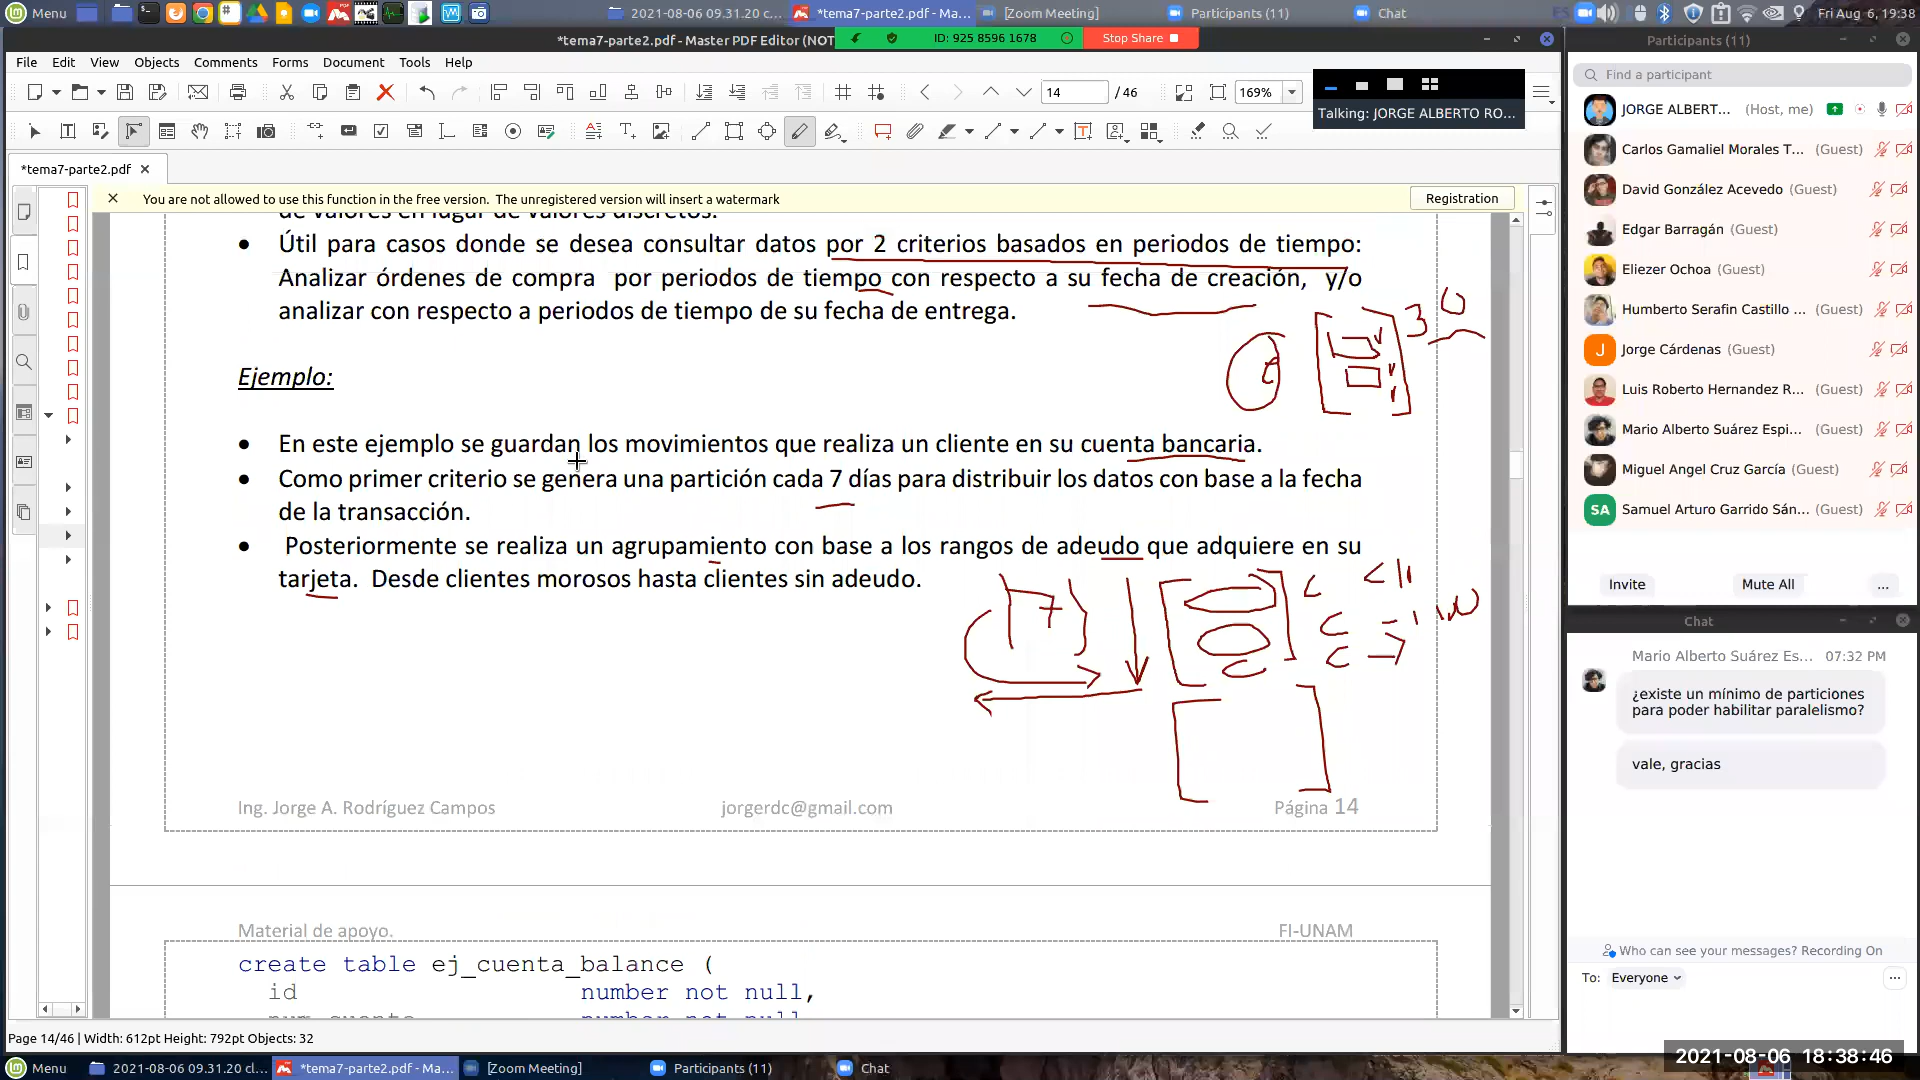 Menu
2021-08-06 09.31.20 c...
*tema7-parte2.pdf - Ma...
[Zoom Meeting]
Participants (11)
Chat
Fri Aug 6, 19:38
*tema7-parte2.pdf - Master PDF Editor (NOT
ID: 925 8596 1678
Stop Share
Participants (11)
File Edit View Objects Comments Forms Document Tools Help
Find a participant
14 / 46
169%
Talking: JORGE ALBERTO RO...
*tema7-parte2.pdf
You are not allowed to use this function in the free version. The unregistered version will insert a watermark
Registration
JORGE ALBERT... (Host, me)
Carlos Gamaliel Morales T... (Guest)
David González Acevedo (Guest)
Edgar Barragán (Guest)
Eliezer Ochoa (Guest)
Humberto Serafin Castillo ... (Guest)
J Jorge Cárdenas (Guest)
Luis Roberto Hernandez R... (Guest)
Mario Alberto Suárez Espi... (Guest)
Miguel Angel Cruz García (Guest)
SA Samuel Arturo Garrido Sán... (Guest)
Invite
Mute All
...
de valores en lugar de valores discretos.
• Útil para casos donde se desea consultar datos por 2 criterios basados en periodos de tiempo:
Analizar órdenes de compra por periodos de tiempo con respecto a su fecha de creación, y/o
analizar con respecto a periodos de tiempo de su fecha de entrega.
Ejemplo:
• En este ejemplo se guardan los movimientos que realiza un cliente en su cuenta bancaria.
• Como primer criterio se genera una partición cada 7 días para distribuir los datos con base a la fecha
de la transacción.
• Posteriormente se realiza un agrupamiento con base a los rangos de adeudo que adquiere en su
tarjeta. Desde clientes morosos hasta clientes sin adeudo.
30
7
Ing. Jorge A. Rodríguez Campos
jorgerdc@gmail.com
Página 14
Material de apoyo.
FI-UNAM
create table ej_cuenta_balance (
id number not null,
num_cuenta number not null
Chat
Mario Alberto Suárez Es... 07:32 PM
¿existe un mínimo de particiones
para poder habilitar paralelismo?
vale, gracias
Who can see your messages? Recording On
To: Everyone
Page 14/46 | Width: 612pt Height: 792pt Objects: 32
2021-08-06 18:38:46
Menu
2021-08-06 09.31.20 cl...
*tema7-parte2.pdf - Ma...
[Zoom Meeting]
Participants (11)
Chat